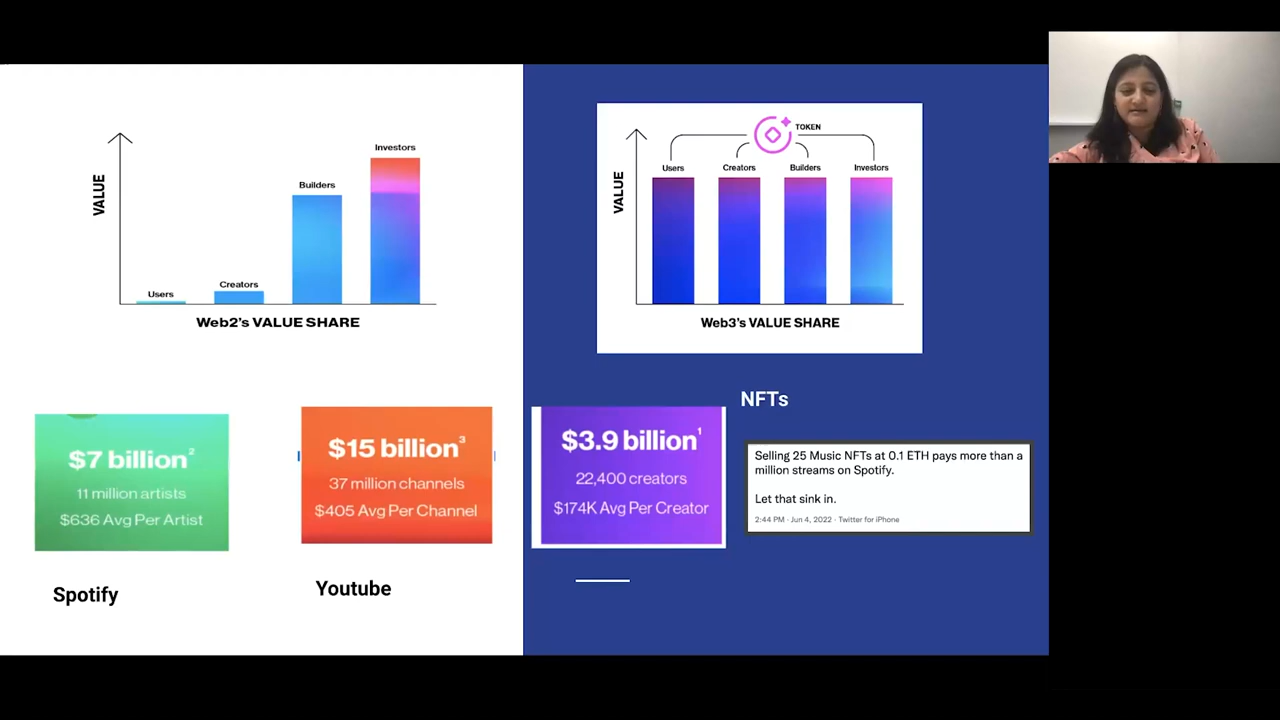 VALUE
Users
Creators
Builders
Investors
Web2's VALUE SHARE
$7 billion²
11 million artists
$636 Avg Per Artist
Spotify
$15 billion³
37 million channels
$405 Avg Per Channel
Youtube
TOKEN
VALUE
Users
Creators
Builders
Investors
Web3's VALUE SHARE
$3.9 billion¹
22,400 creators
$174K Avg Per Creator
NFTs
Selling 25 Music NFTs at 0.1 ETH pays more than a
million streams on Spotify.
Let that sink in.
2:44 PM · Jun 4, 2022 · Twitter for iPhone